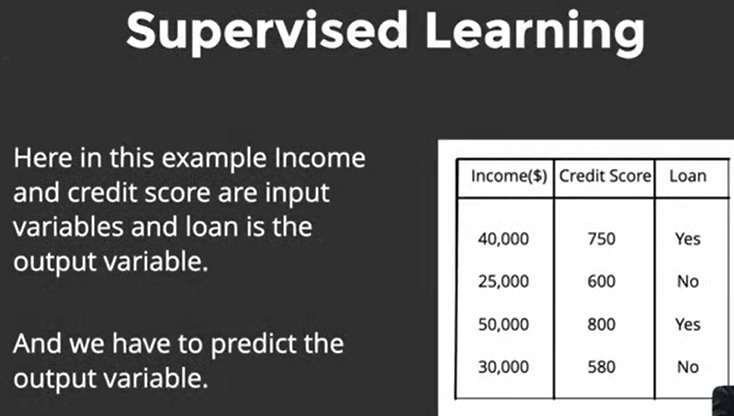 Supervised Learning
Here in this example Income
and credit score are input
variables and loan is the
output variable.
And we have to predict the
output variable.
Income($) Credit Score Loan
40,000 750 Yes
25,000 600 No
50,000 800 Yes
30,000 580 No